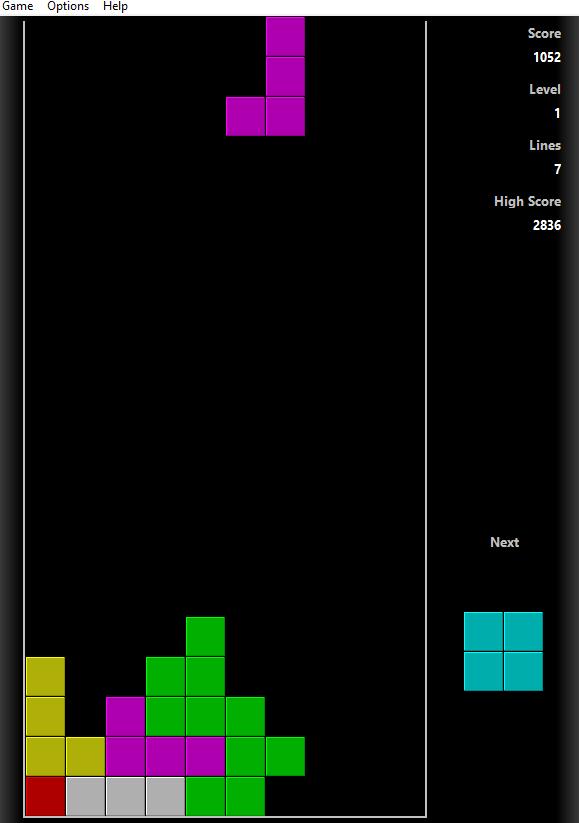 Game Options Help
Score
1052
Level
1
Lines
7
High Score
2836
Next